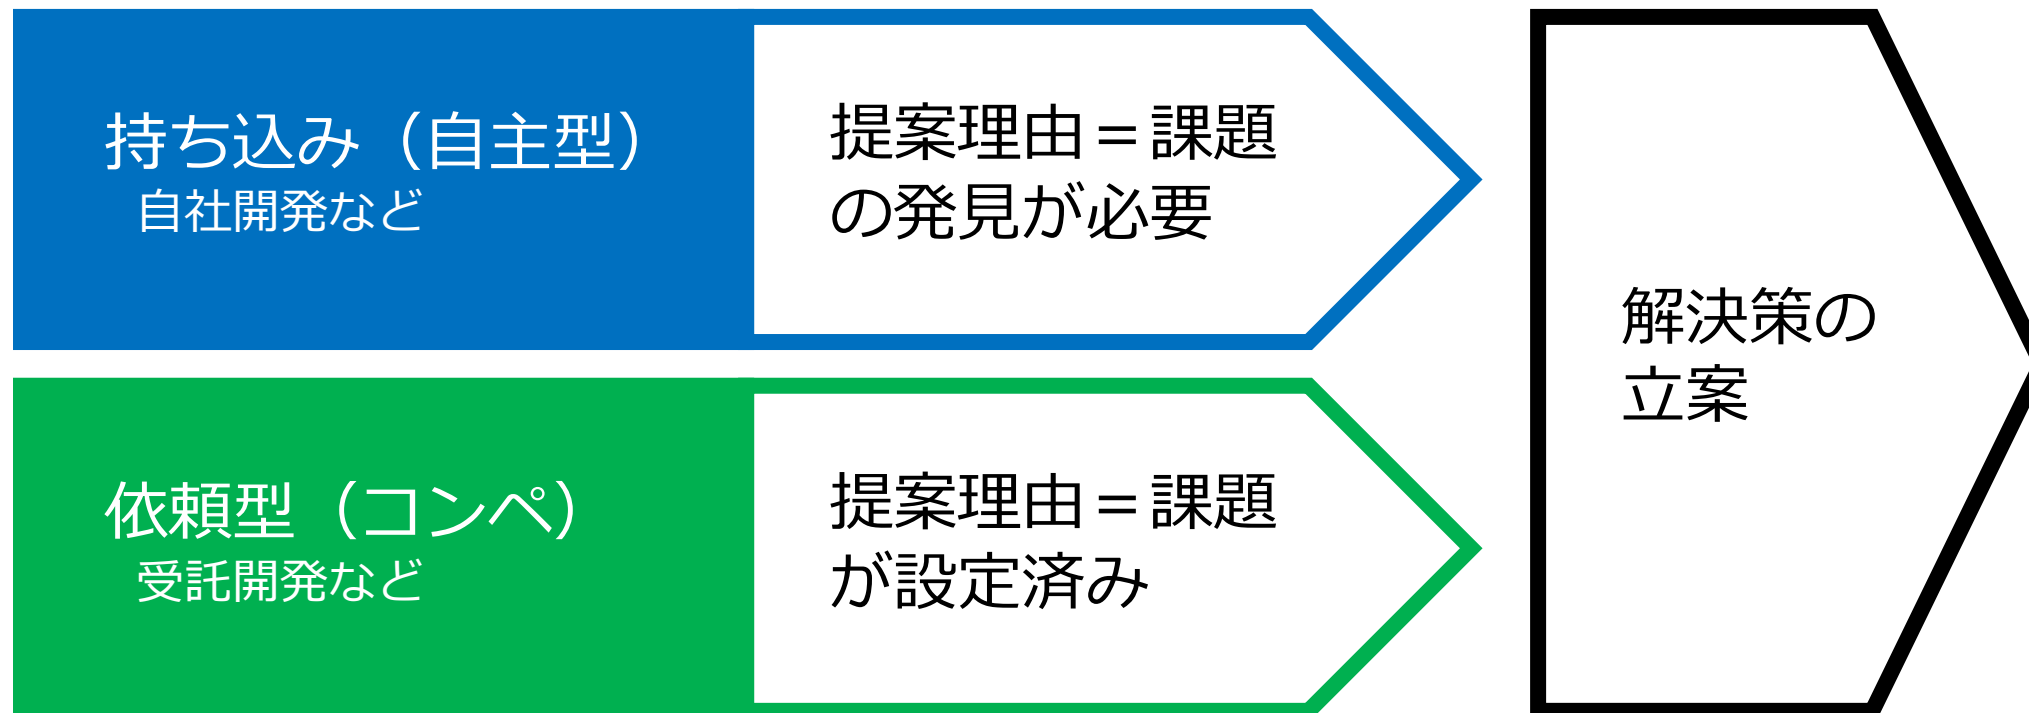 持ち込み（自主型）
自社開発など
提案理由＝課題
の発見が必要
依頼型（コンペ）
受託開発など
提案理由＝課題
が設定済み
解決策の
立案